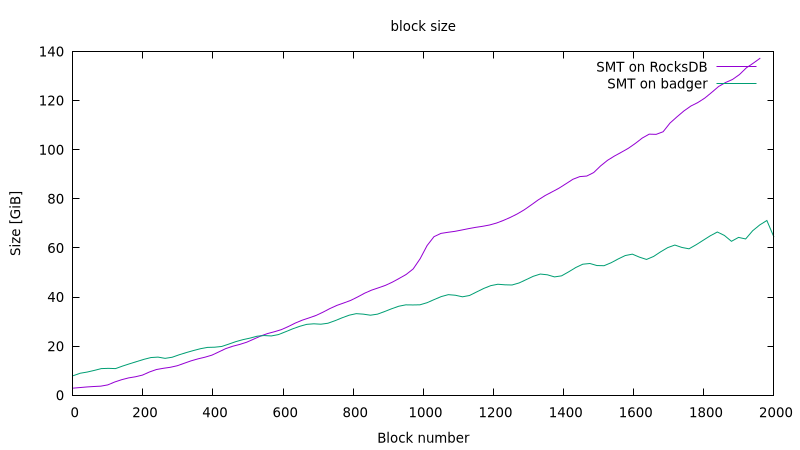 block size
140
120
100
80
60
40
20
0
Size [GiB]
SMT on RocksDB
SMT on badger
0 200 400 600 800 1000 1200 1400 1600 1800 2000
Block number